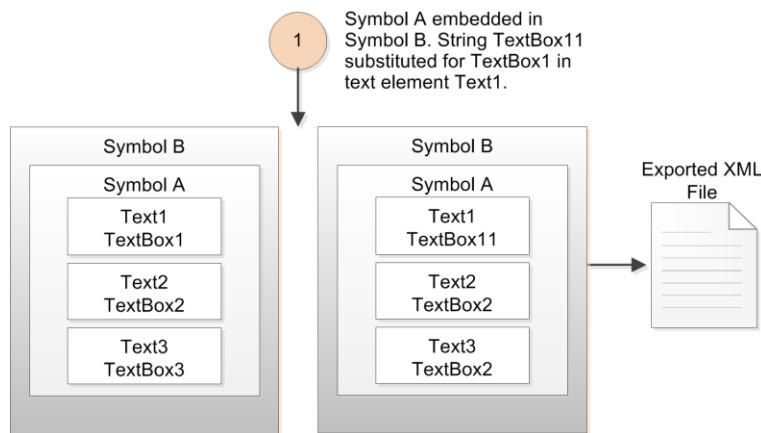 1
Symbol A embedded in
Symbol B. String TextBox11
substituted for TextBox1 in
text element Text1.
Symbol B
Symbol A
Text1
TextBox1
Text2
TextBox2
Text3
TextBox3
Symbol B
Symbol A
Text1
TextBox11
Text2
TextBox2
Text3
TextBox2
Exported XML
File